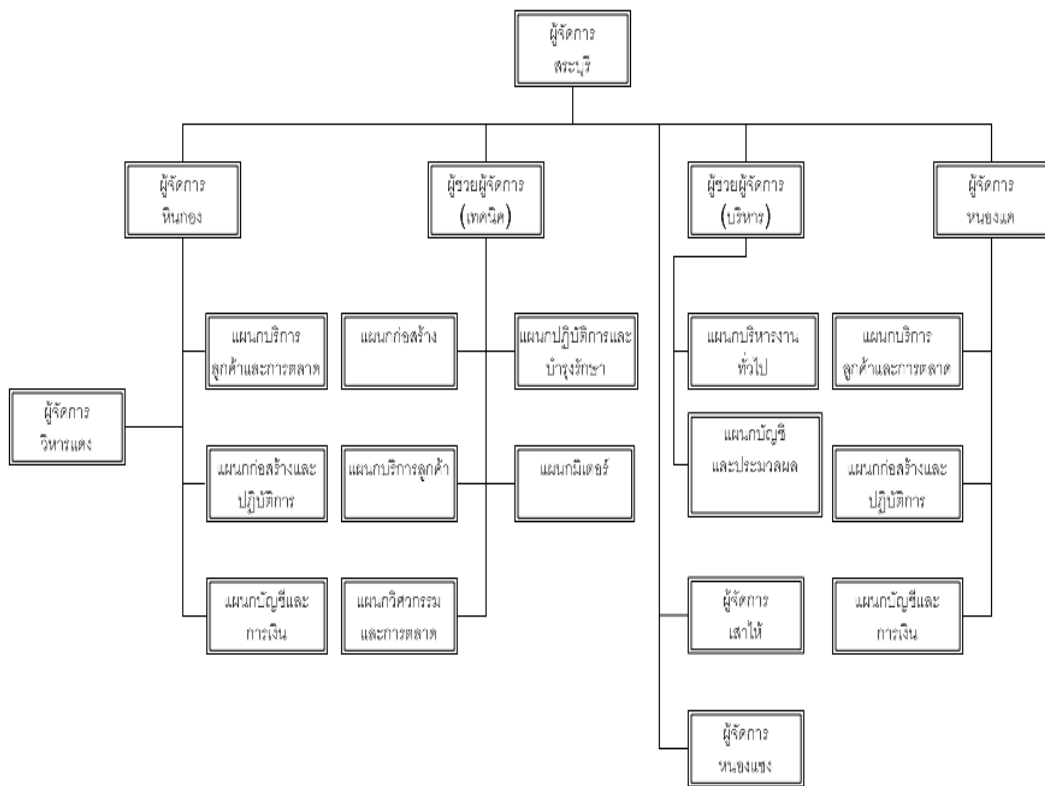 ผู้จัดการ
สระบุรี
ผู้จัดการ
หินกอง
ผู้ช่วยผู้จัดการ
(เทคนิค)
ผู้ช่วยผู้จัดการ
(บริหาร)
ผู้จัดการ
หนองแค
แผนกบริการ
ลูกค้าและการตลาด
แผนกก่อสร้าง
แผนกปฏิบัติการและ
บำรุงรักษา
แผนกบริหารงาน
ทั่วไป
แผนกบริการ
ลูกค้าและการตลาด
ผู้จัดการ
วิหารแดง
แผนกก่อสร้างและ
ปฏิบัติการ
แผนกบริการลูกค้า
แผนกมิเตอร์
แผนกบัญชี
และประมวลผล
แผนกก่อสร้างและ
ปฏิบัติการ
แผนกบัญชีและ
การเงิน
แผนกวิศวกรรม
และการตลาด
ผู้จัดการ
เสาไห้
แผนกบัญชีและ
การเงิน
ผู้จัดการ
หนองแซง